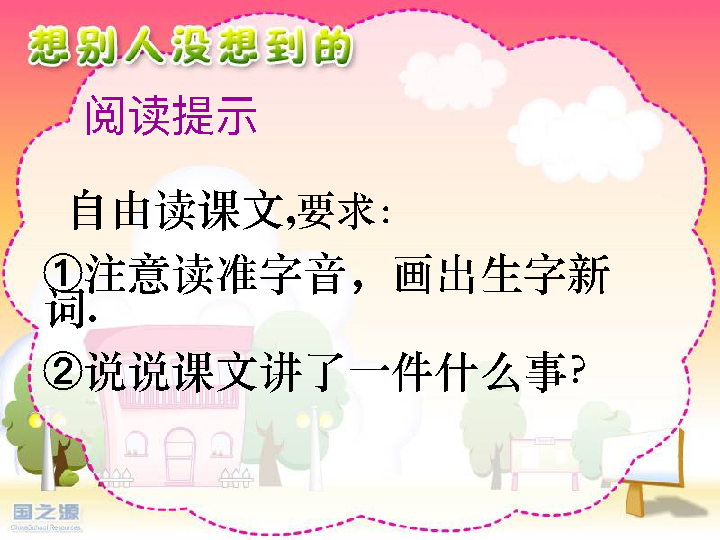 想别人没想到的
阅读提示
自由读课文,要求：
①注意读准字音，画出生字新
词.
②说说课文讲了一件什么事?
国之源
ChinaSchool Resources